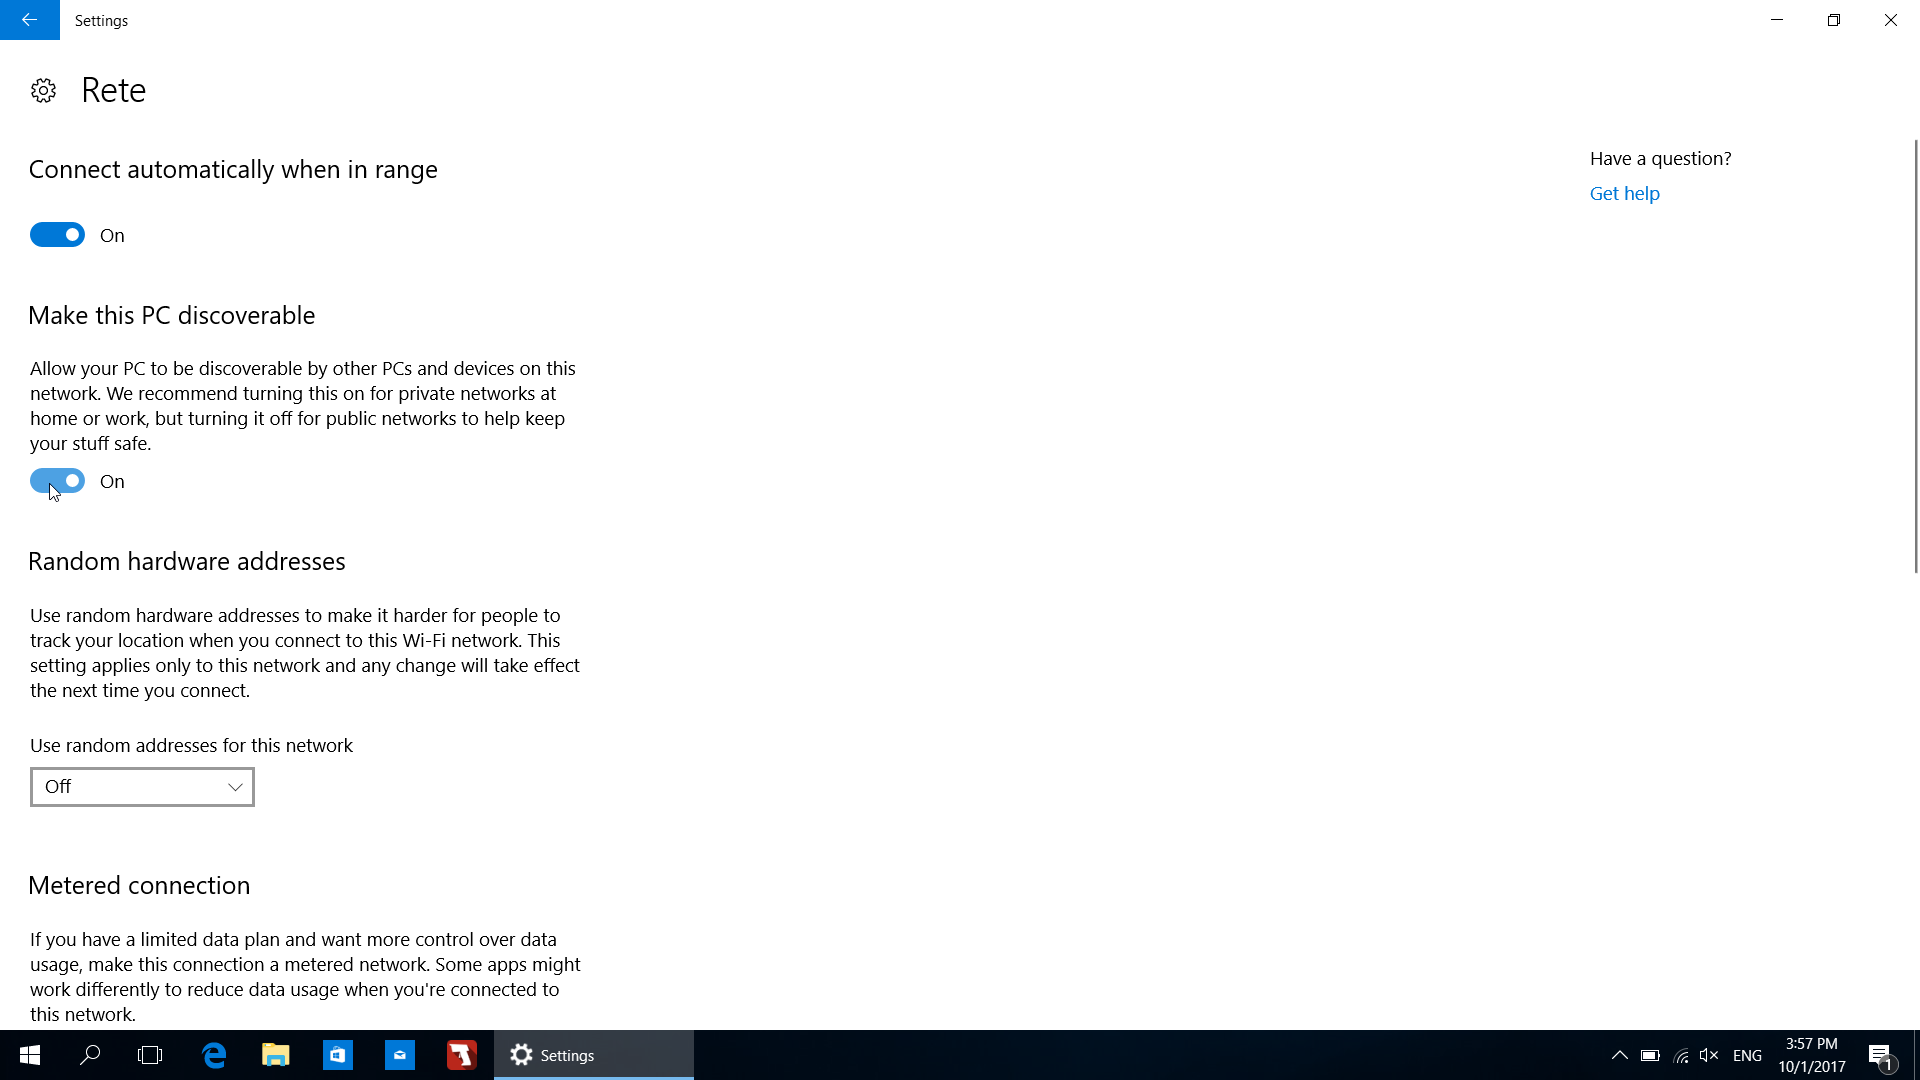 Settings
Rete
Connect automatically when in range
On
Make this PC discoverable
Allow your PC to be discoverable by other PCs and devices on this
network. We recommend turning this on for private networks at
home or work, but turning it off for public networks to help keep
your stuff safe.
On
Random hardware addresses
Use random hardware addresses to make it harder for people to
track your location when you connect to this Wi-Fi network. This
setting applies only to this network and any change will take effect
the next time you connect.
Use random addresses for this network
Off
Metered connection
If you have a limited data plan and want more control over data
usage, make this connection a metered network. Some apps might
work differently to reduce data usage when you're connected to
this network.
Have a question?
Get help
Settings
ENG
3:57 PM
10/1/2017
1